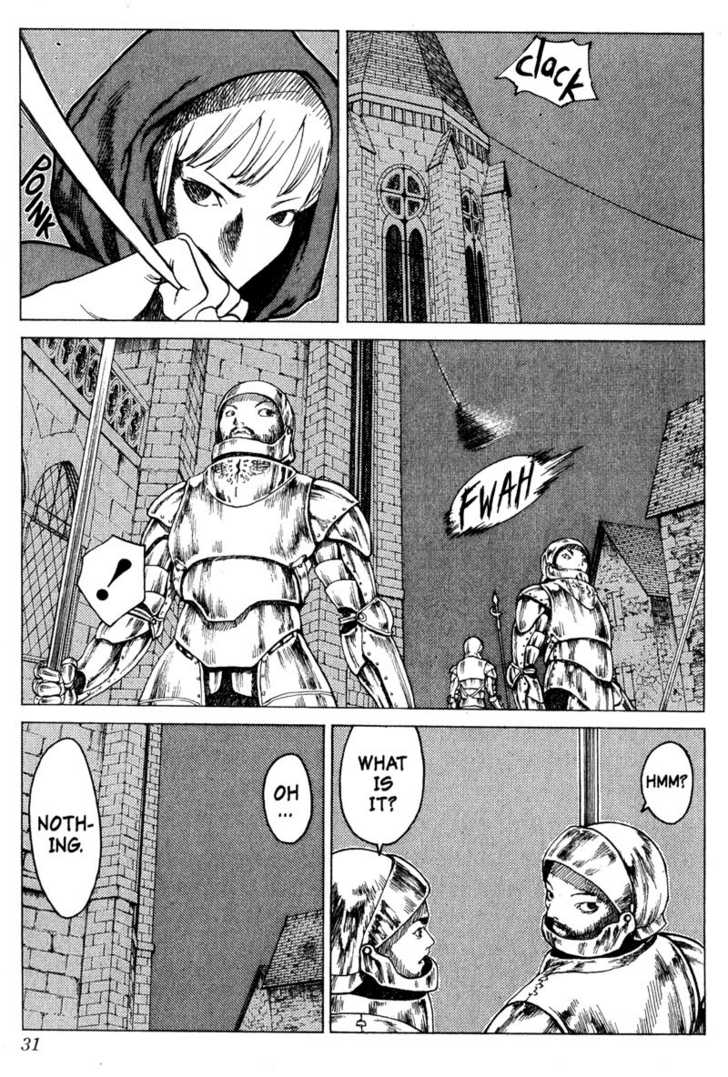 clack
POINK
FWAH
!
HMM?
WHAT
IS
IT?
OH
...
NOTH-
ING.
31